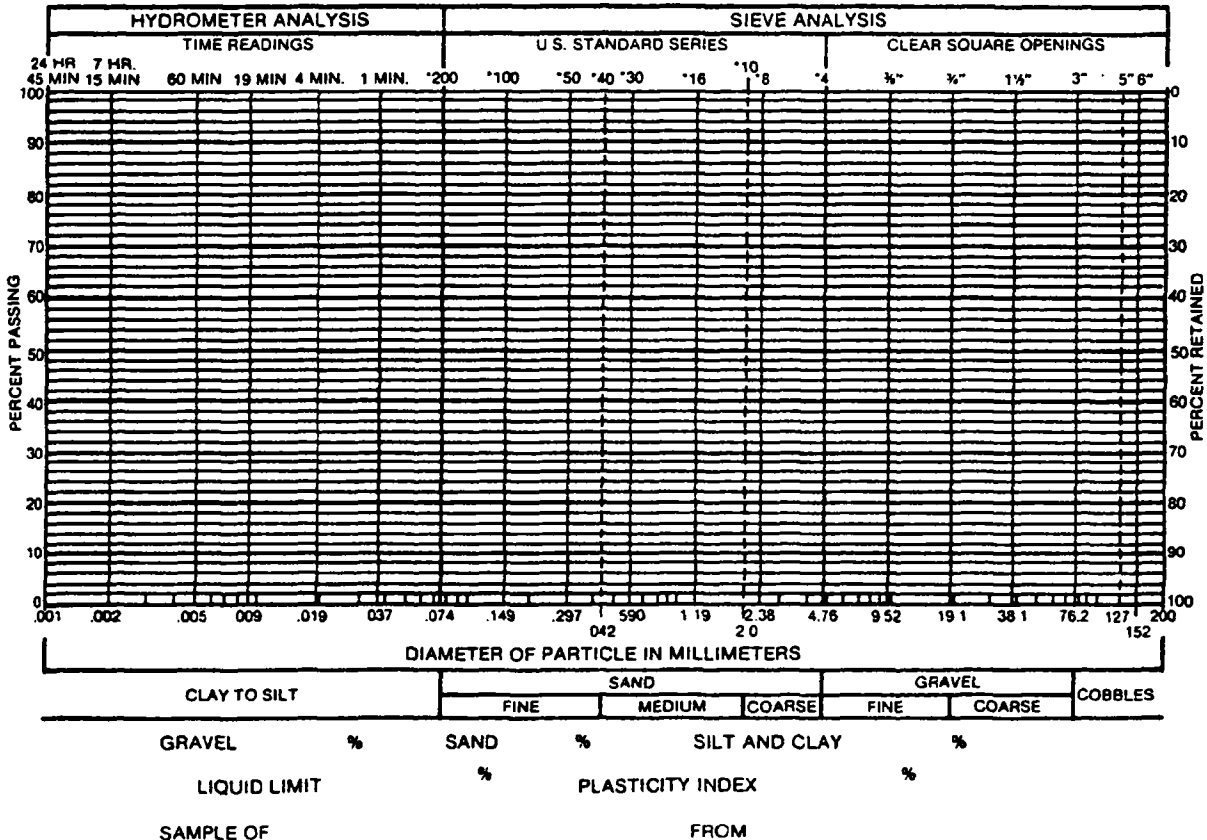 HYDROMETER ANALYSIS SIEVE ANALYSIS
TIME READINGS U.S. STANDARD SERIES CLEAR SQUARE OPENINGS
24 HR 7 HR.
45 MIN 15 MIN 60 MIN 19 MIN 4 MIN. 1 MIN. *200 *100 *50 *40 *30 *16 *10 *8 *4 ⅜" ¾" 1½" 3" 5" 6"
100 0
90 10
80 20
70 30
60 40
50 50
40 60
30 70
20 80
10 90
0 100
PERCENT PASSING
PERCENT RETAINED
.001 .002 .005 .009 .019 037 .074 .149 .297 590 1 19 2.38 4.76 9 52 19 1 38 1 76.2 127 200
042 2 0 152
DIAMETER OF PARTICLE IN MILLIMETERS
CLAY TO SILT SAND GRAVEL COBBLES
FINE MEDIUM COARSE FINE COARSE
GRAVEL % SAND % SILT AND CLAY %
LIQUID LIMIT % PLASTICITY INDEX %
SAMPLE OF FROM